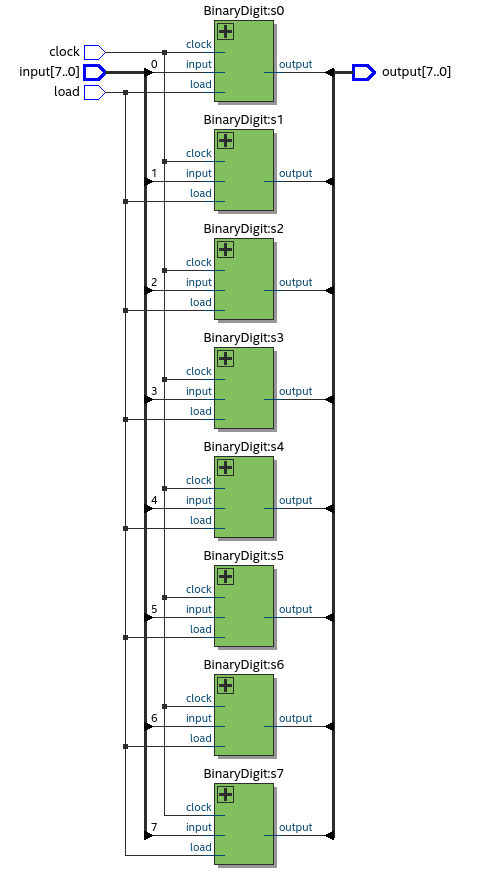 BinaryDigit:s0
clock
clock
input[7..0]
0
input
output
output[7..0]
load
load
BinaryDigit:s1
clock
1
input
output
load
BinaryDigit:s2
clock
2
input
output
load
BinaryDigit:s3
clock
3
input
output
load
BinaryDigit:s4
clock
4
input
output
load
BinaryDigit:s5
clock
5
input
output
load
BinaryDigit:s6
clock
6
input
output
load
BinaryDigit:s7
clock
7
input
output
load